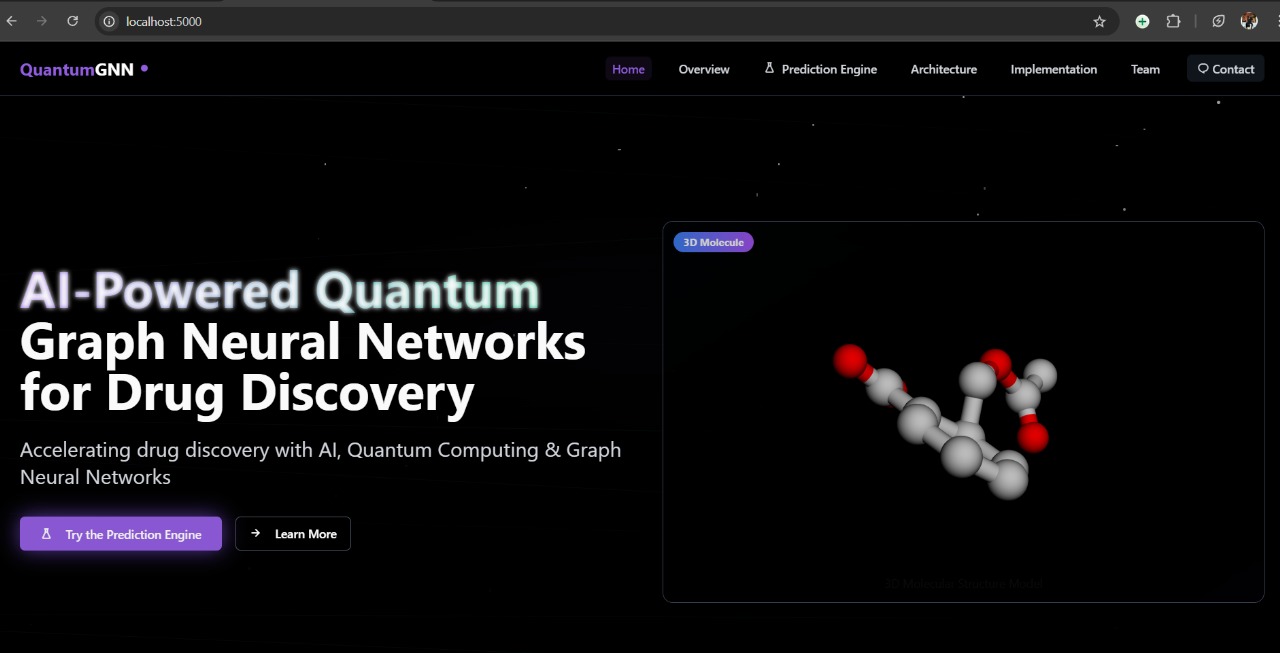 localhost:5000
QuantumGNN
Home
Overview
Prediction Engine
Architecture
Implementation
Team
Contact
AI-Powered Quantum
Graph Neural Networks
for Drug Discovery
Accelerating drug discovery with AI, Quantum Computing & Graph
Neural Networks
Try the Prediction Engine
Learn More
3D Molecule
3D Molecular Structure Model